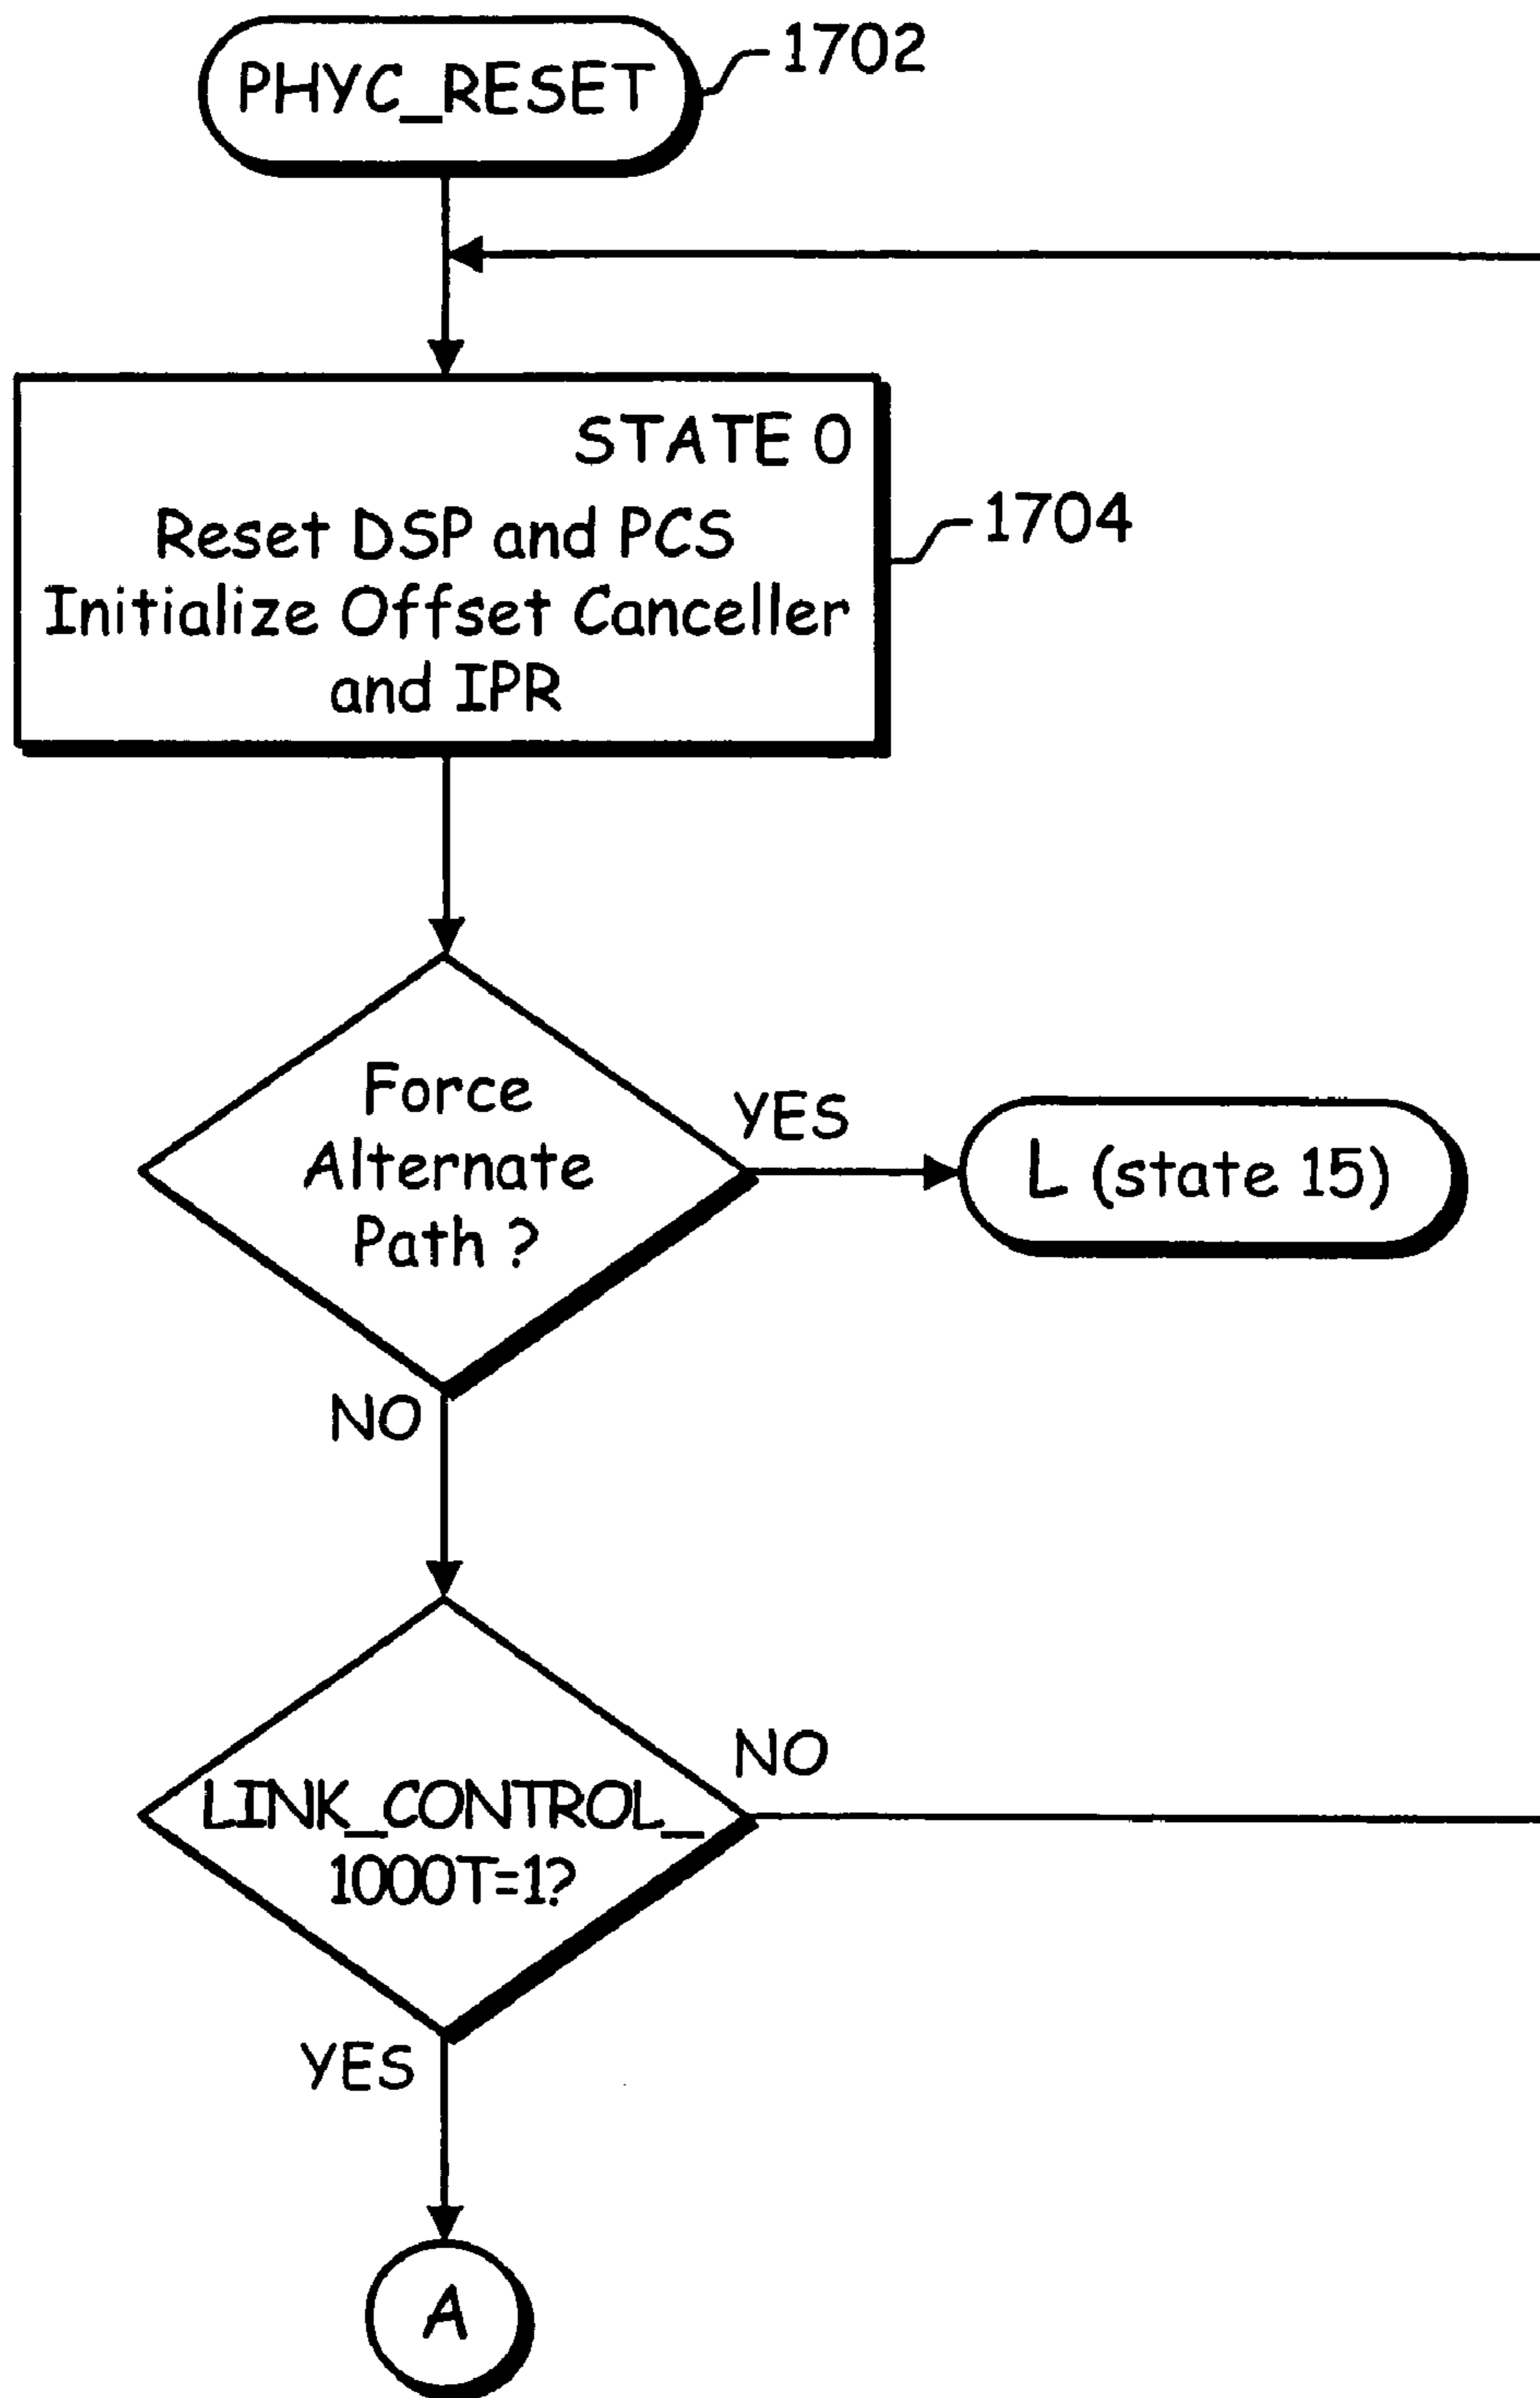 PHYC_RESET
1702
STATE 0
Reset DSP and PCS
Initialize Offset Canceller
and IPR
1704
Force
Alternate
Path ?
YES
L (state 15)
NO
LINK_CONTROL_
1000T=1?
NO
YES
A